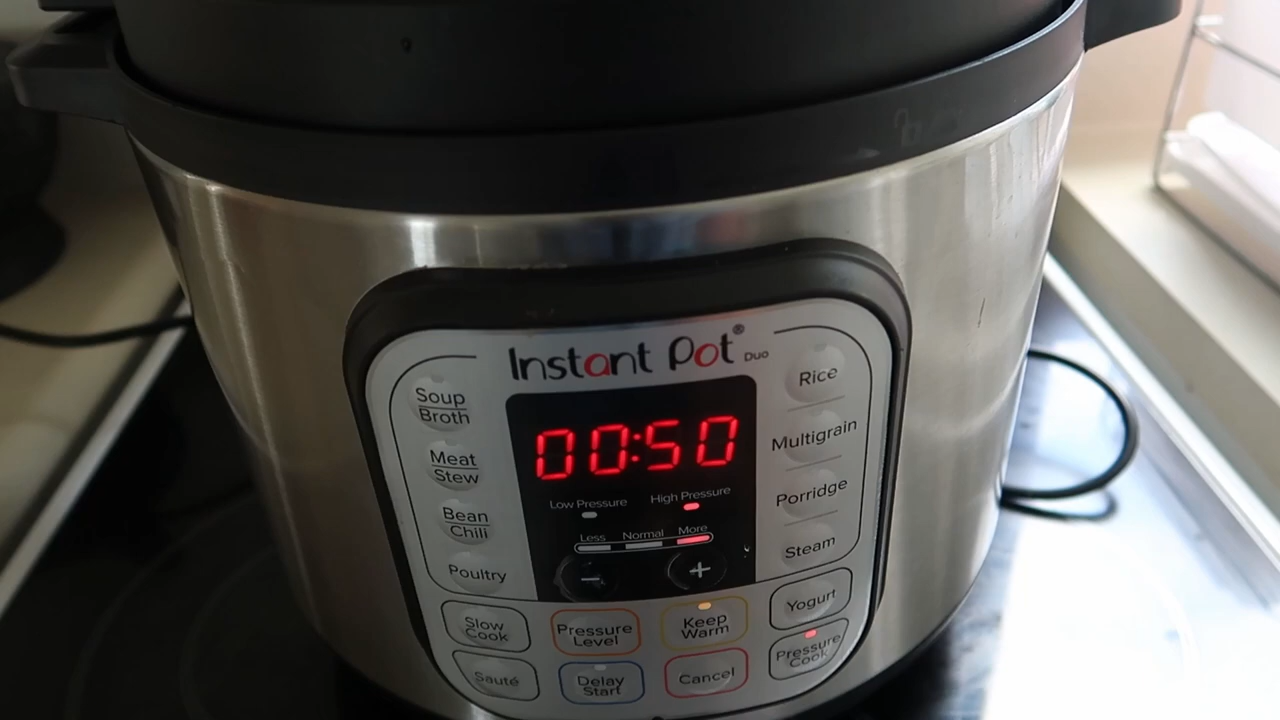 Instant Pot® Duo
Soup
Broth
Meat
Stew
Bean
Chili
Poultry
00:50
Low Pressure High Pressure
Less Normal More
− +
Rice
Multigrain
Porridge
Steam
Slow
Cook
Pressure
Level
Keep
Warm
Yogurt
Sauté
Delay
Start
Cancel
Pressure
Cook